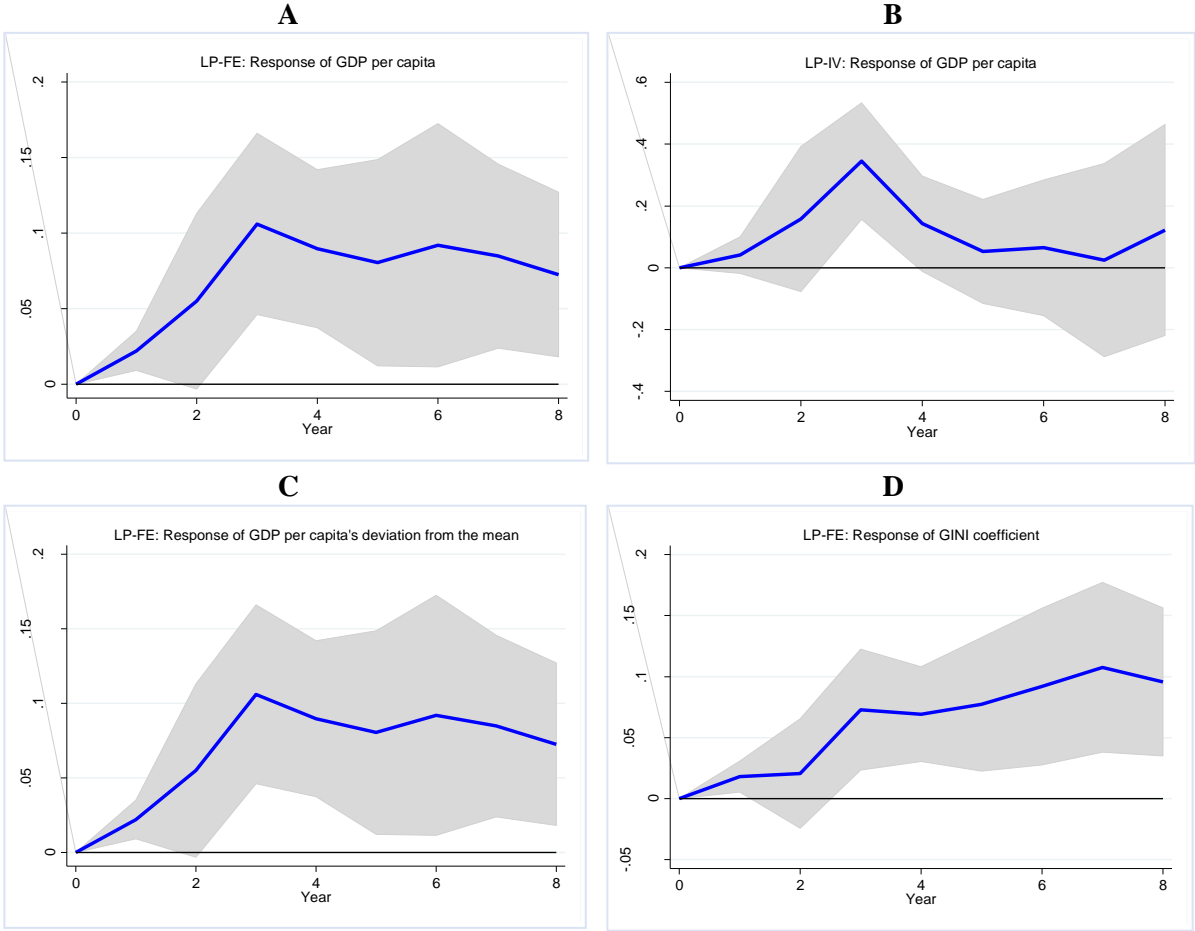 A
LP-FE: Response of GDP per capita
.2
.15
.1
.05
0
0 2 4 6 8
Year
B
LP-IV: Response of GDP per capita
.6
.4
.2
0
-.2
-.4
0 2 4 6 8
Year
C
LP-FE: Response of GDP per capita's deviation from the mean
.2
.15
.1
.05
0
0 2 4 6 8
Year
D
LP-FE: Response of GINI coefficient
.2
.15
.1
.05
0
-.05
0 2 4 6 8
Year